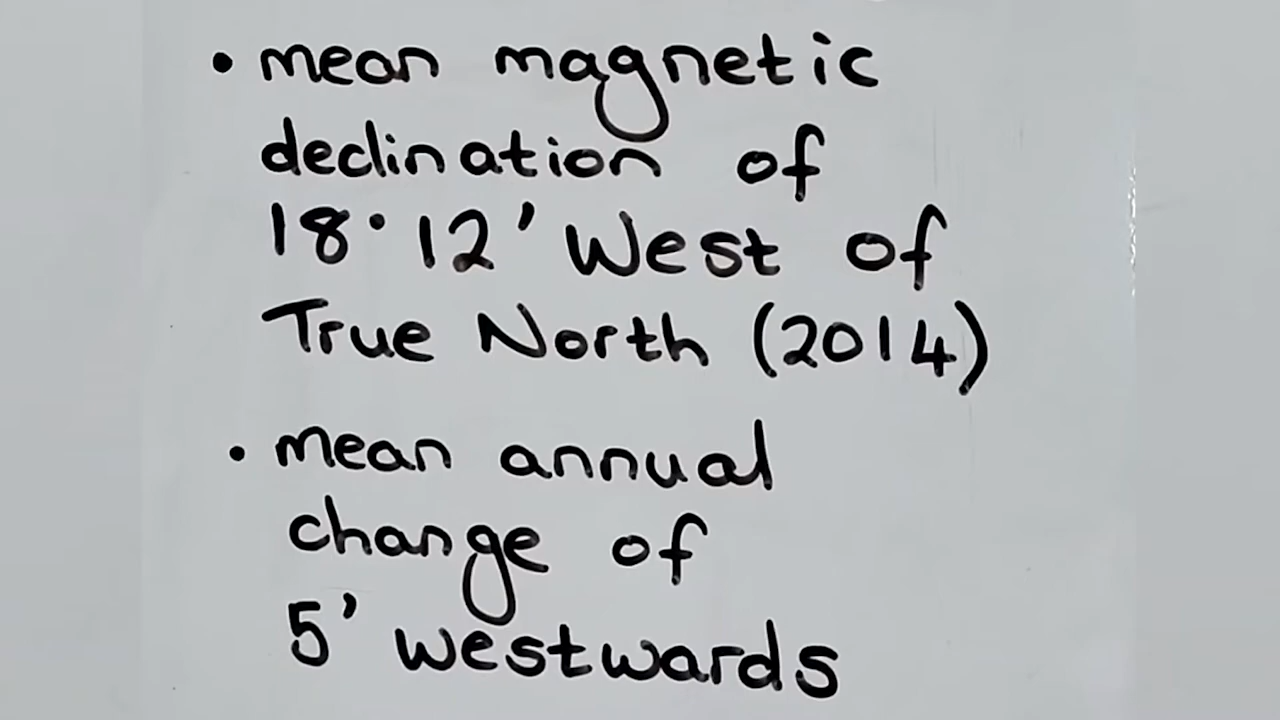 • mean magnetic
declination of
18° 12' West of
True North (2014)
• mean annual
change of
5' westwards